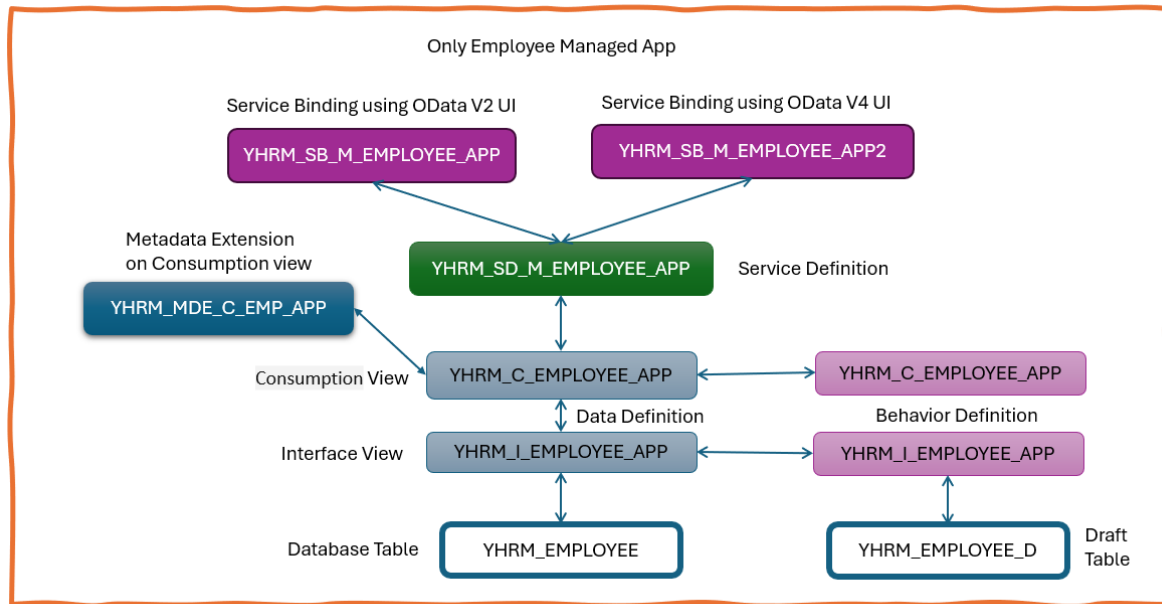 Only Employee Managed App
Service Binding using OData V2 UI
Service Binding using OData V4 UI
YHRM_SB_M_EMPLOYEE_APP
YHRM_SB_M_EMPLOYEE_APP2
Metadata Extension
on Consumption view
YHRM_SD_M_EMPLOYEE_APP
Service Definition
YHRM_MDE_C_EMP_APP
Consumption View
YHRM_C_EMPLOYEE_APP
YHRM_C_EMPLOYEE_APP
Data Definition
Behavior Definition
Interface View
YHRM_I_EMPLOYEE_APP
YHRM_I_EMPLOYEE_APP
Database Table
YHRM_EMPLOYEE
YHRM_EMPLOYEE_D
Draft
Table